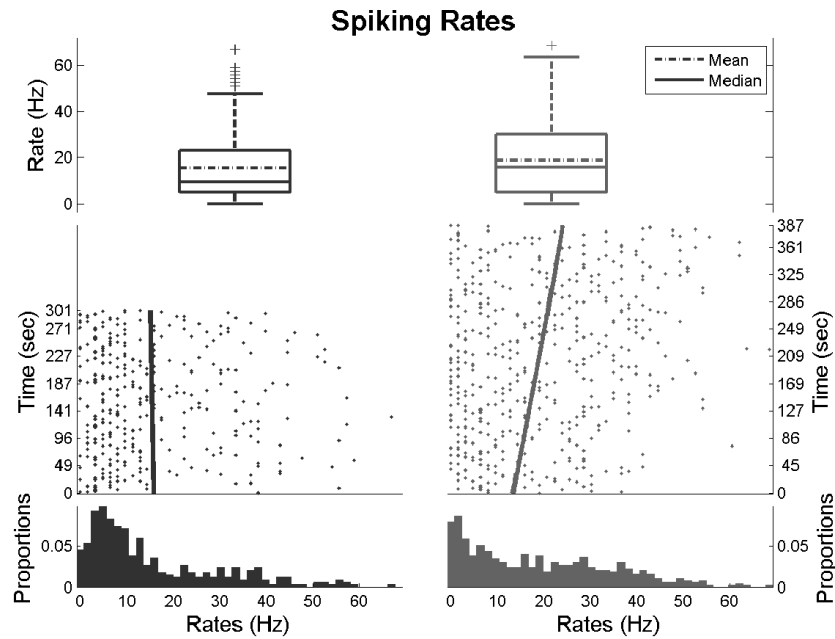 Spiking Rates
Rate (Hz)
60
40
20
0
Mean
Median
Time (sec)
301
271
227
187
141
96
49
0
387
361
325
286
249
209
169
127
86
45
0
Time (sec)
Proportions
0.05
0
0 10 20 30 40 50 60
Rates (Hz)
0 10 20 30 40 50 60
Rates (Hz)
0.05
0
Proportions